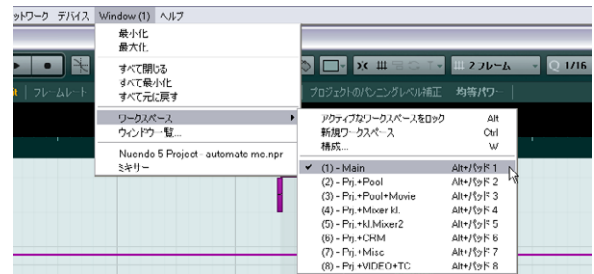 ットワーク デバイス Window (1) ヘルプ
最小化
最大化
すべて閉じる
すべて最小化
すべて元に戻す
ワークスペース
ウィンドウ一覧...
Nuendo 5 Project - automate me.npr
ミキサー
2 フレーム
Q 1/16
フレームレート
プロジェクトのパンニングレベル補正 均等パワー
アクティブなワークスペースをロック Alt
新規ワークスペース Ctrl
構成... W
✓ (1) - Main Alt+パッド 1
(2) - Prj.+Pool Alt+パッド 2
(3) - Prj.+Pool+Movie Alt+パッド 3
(4) - Prj.+Mixer kl. Alt+パッド 4
(5) - Prj.+kl.Mixer2 Alt+パッド 5
(6) - Prj.+CRM Alt+パッド 6
(7) - Prj.+Misc Alt+パッド 7
(8) - Prj.+VIDEO+TC Alt+パッド 8